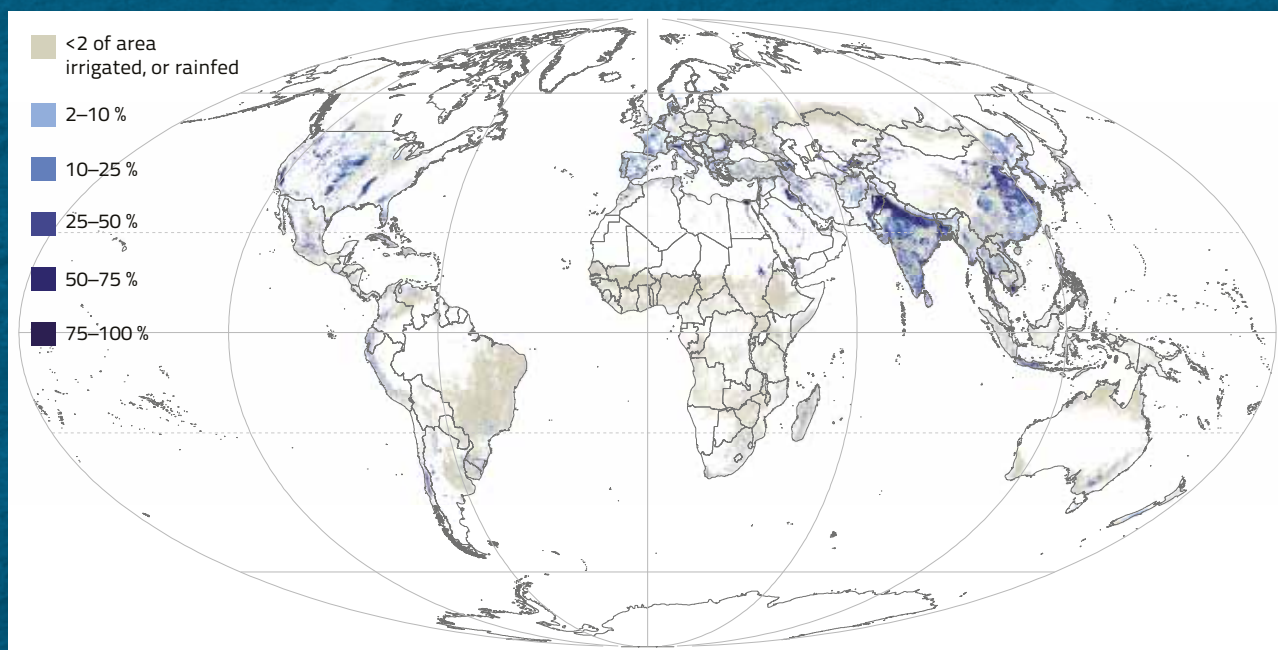 <2 of area
irrigated, or rainfed
2–10 %
10–25 %
25–50 %
50–75 %
75–100 %